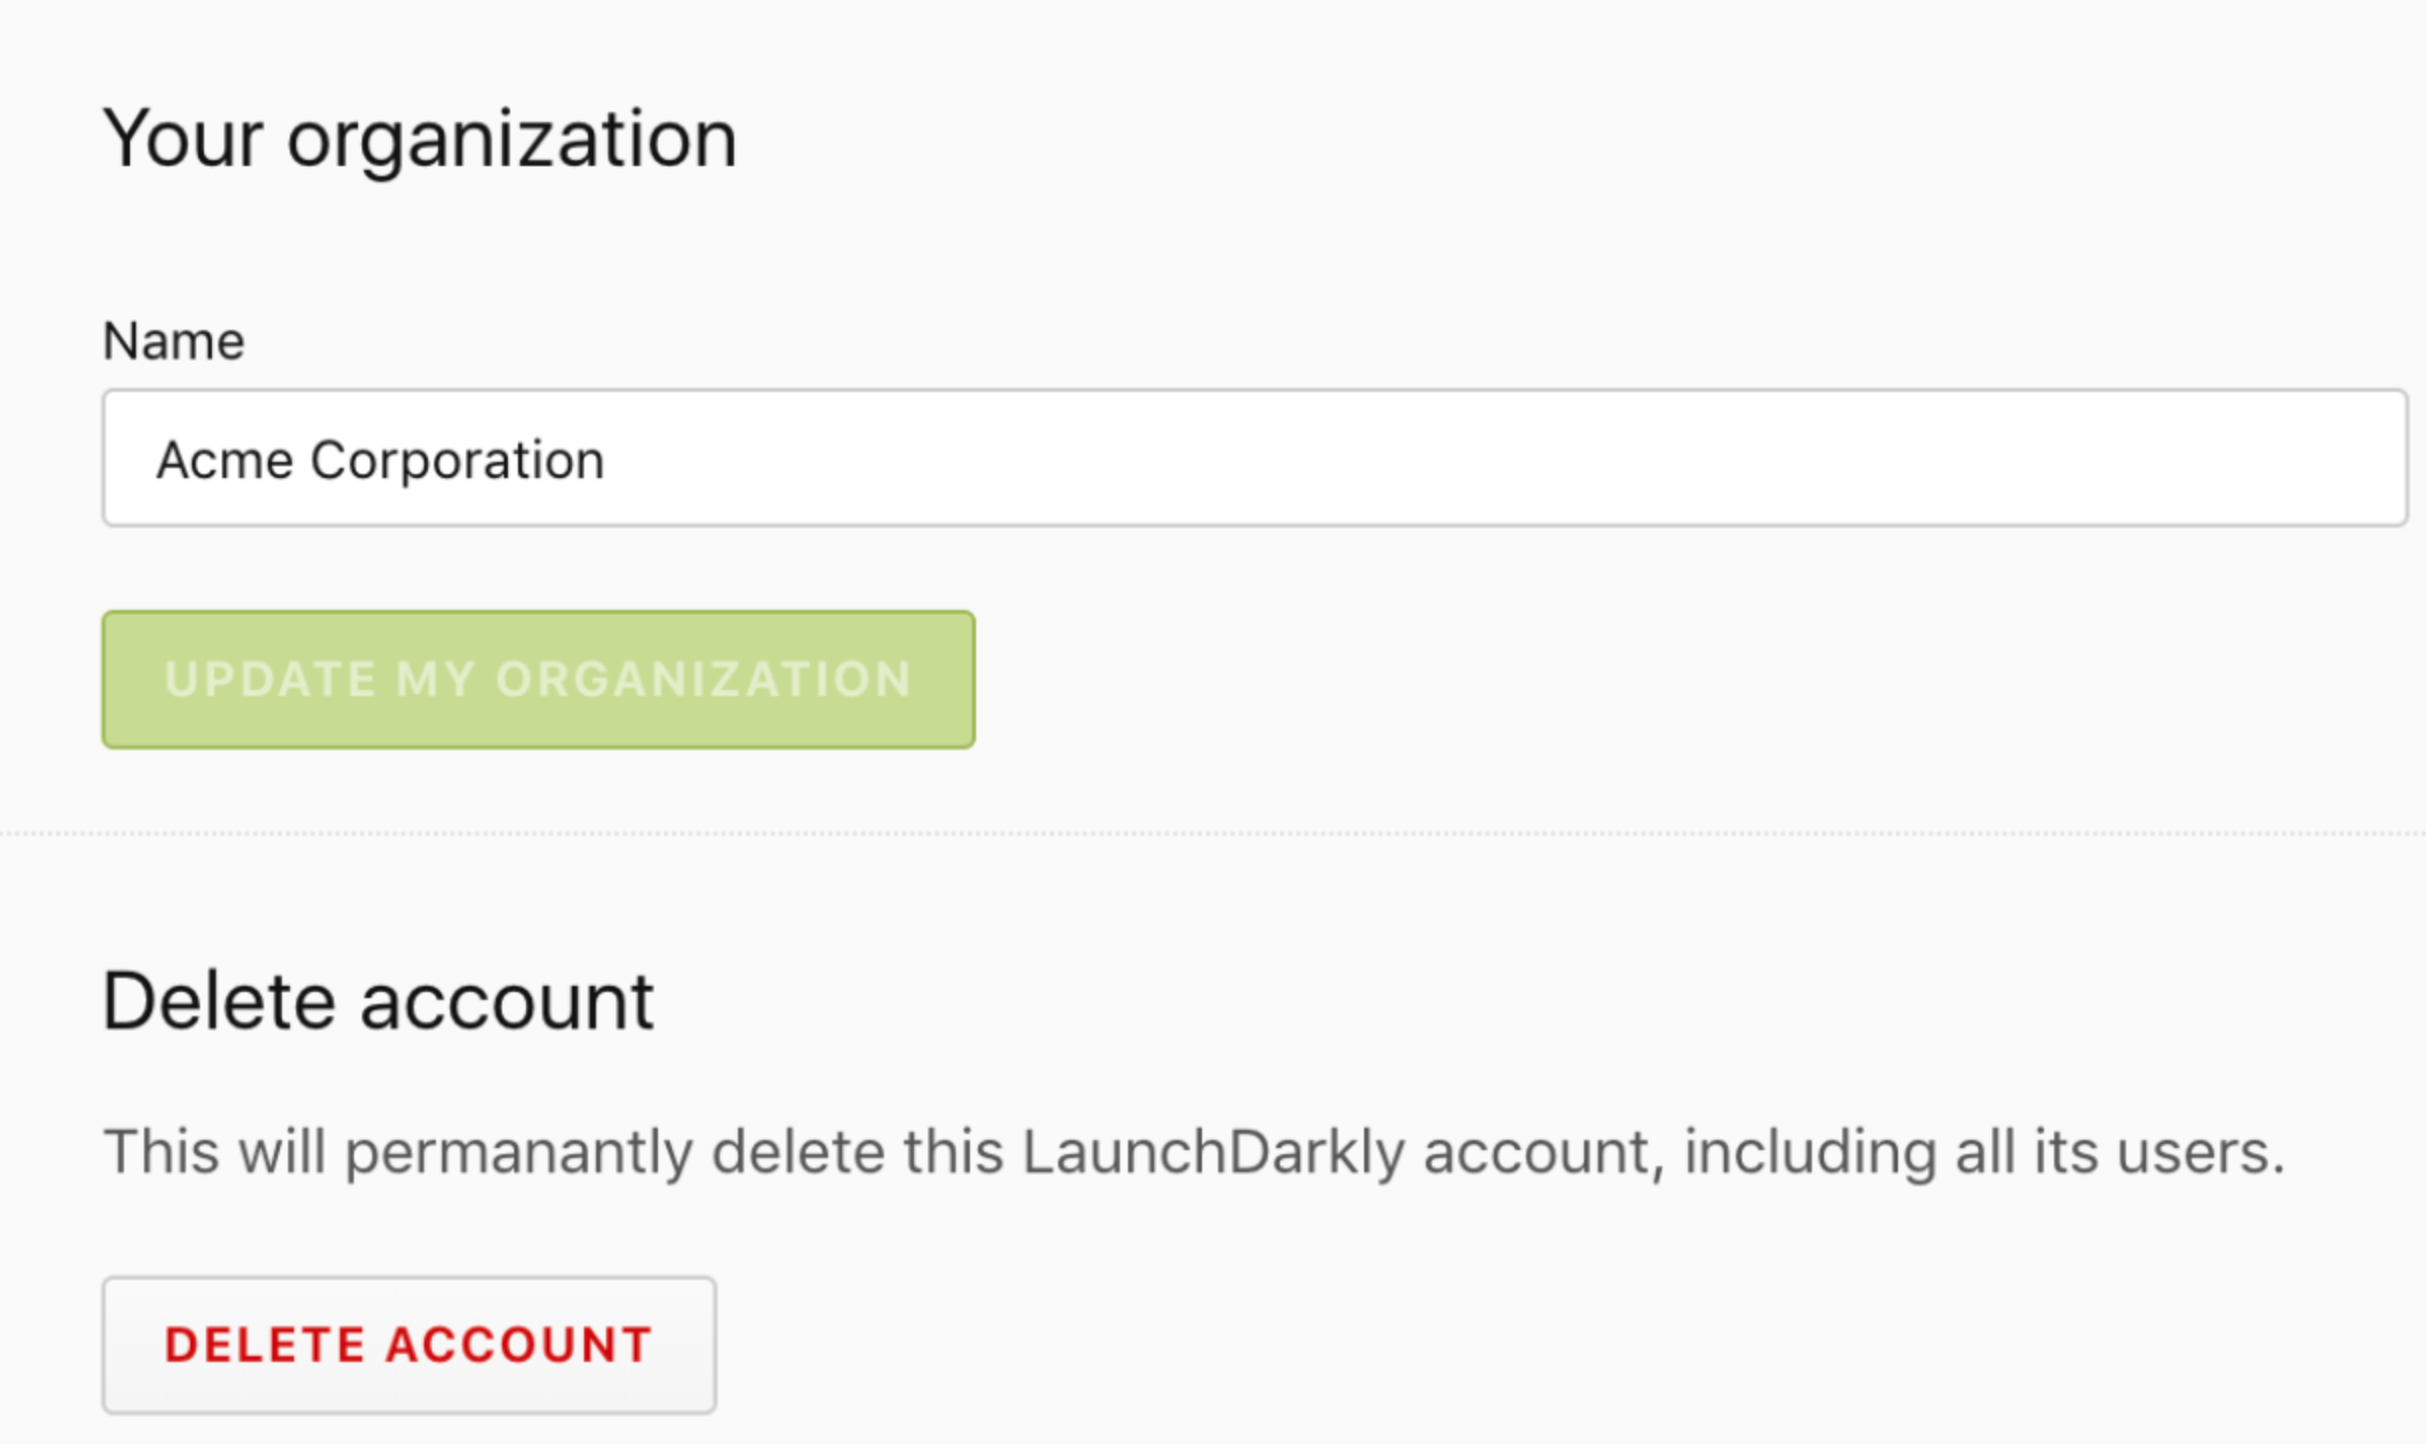 Your organization
Name
Acme Corporation
UPDATE MY ORGANIZATION
Delete account
This will permanantly delete this LaunchDarkly account, including all its users.
DELETE ACCOUNT